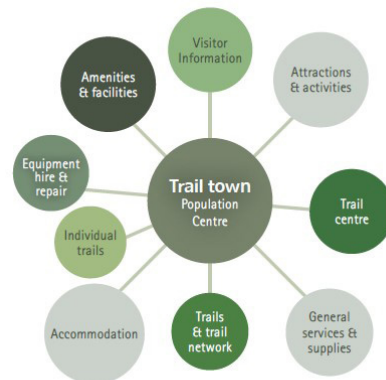 Visitor
Information
Amenities
& facilities
Attractions
& activities
Equipment
hire &
repair
Trail town
Population
Centre
Trail
centre
Individual
trails
Accommodation
Trails
& trail
network
General
services &
supplies